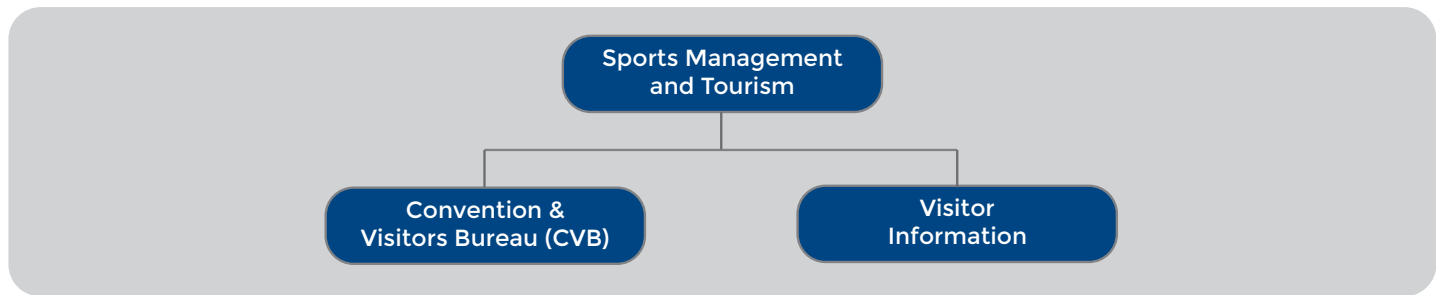 Sports Management
and Tourism
Convention &
Visitors Bureau (CVB)
Visitor
Information